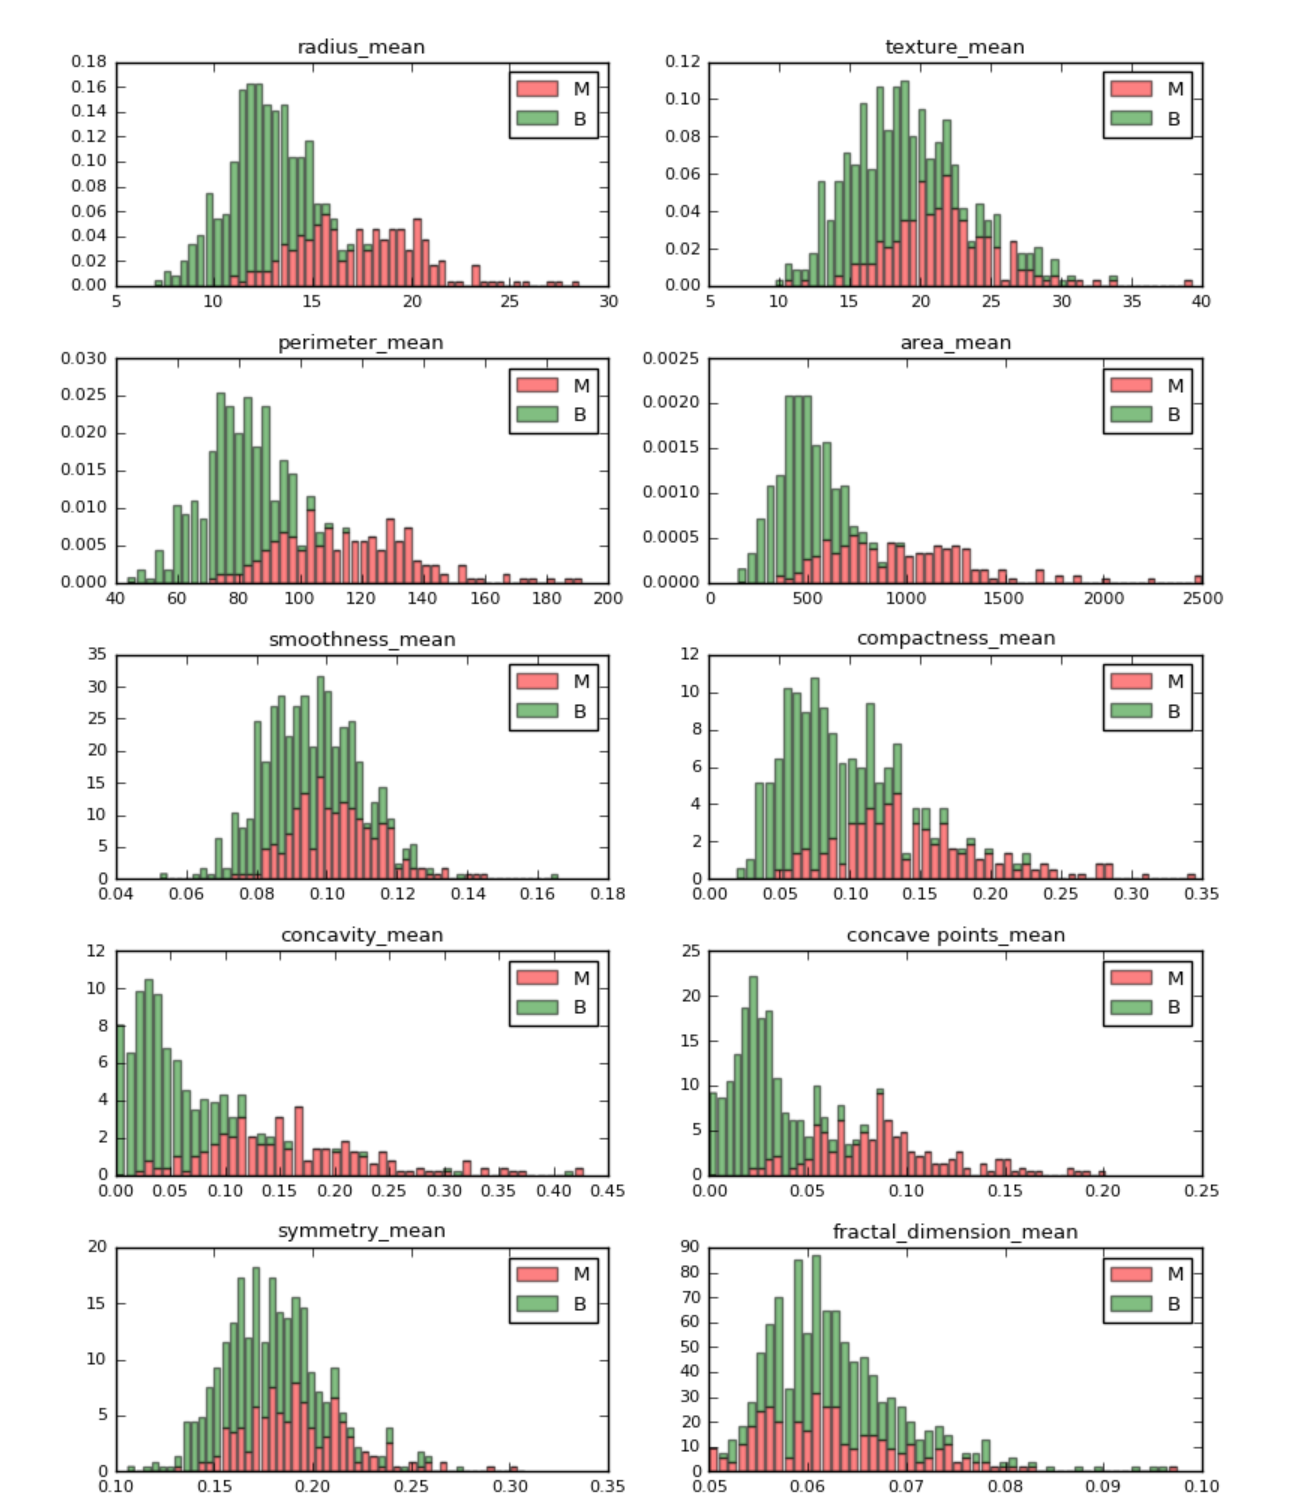 radius_mean
0.18
0.16
0.14
0.12
0.10
0.08
0.06
0.04
0.02
0.00
5 10 15 20 25 30
M
B
texture_mean
0.12
0.10
0.08
0.06
0.04
0.02
0.00
5 10 15 20 25 30 35 40
M
B
perimeter_mean
0.030
0.025
0.020
0.015
0.010
0.005
0.000
40 60 80 100 120 140 160 180 200
M
B
area_mean
0.0025
0.0020
0.0015
0.0010
0.0005
0.0000
0 500 1000 1500 2000 2500
M
B
smoothness_mean
35
30
25
20
15
10
5
0
0.04 0.06 0.08 0.10 0.12 0.14 0.16 0.18
M
B
compactness_mean
12
10
8
6
4
2
0
0.00 0.05 0.10 0.15 0.20 0.25 0.30 0.35
M
B
concavity_mean
12
10
8
6
4
2
0
0.00 0.05 0.10 0.15 0.20 0.25 0.30 0.35 0.40 0.45
M
B
concave points_mean
25
20
15
10
5
0
0.00 0.05 0.10 0.15 0.20 0.25
M
B
symmetry_mean
20
15
10
5
0
0.10 0.15 0.20 0.25 0.30 0.35
M
B
fractal_dimension_mean
90
80
70
60
50
40
30
20
10
0
0.05 0.06 0.07 0.08 0.09 0.10
M
B